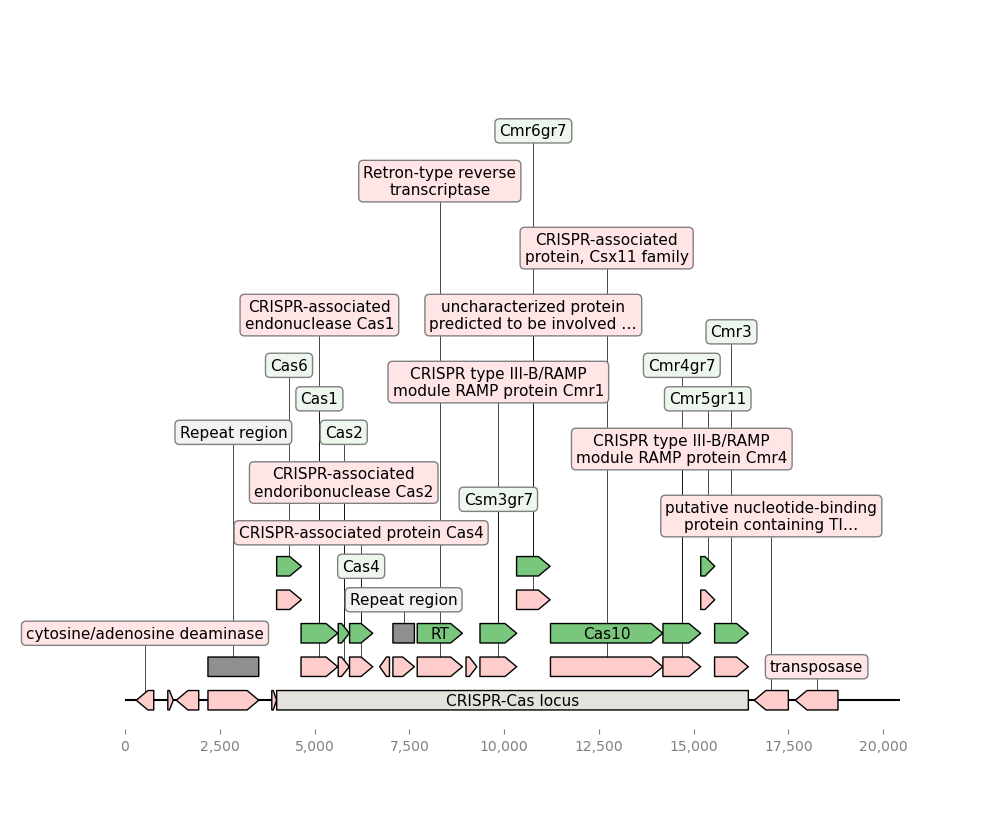 Cmr6gr7
Retron-type reverse
transcriptase
CRISPR-associated
protein, Csx11 family
CRISPR-associated
endonuclease Cas1
uncharacterized protein
predicted to be involved ...
Cmr3
Cas6
Cmr4gr7
CRISPR type III-B/RAMP
module RAMP protein Cmr1
Cas1
Cmr5gr11
Repeat region
Cas2
CRISPR type III-B/RAMP
module RAMP protein Cmr4
CRISPR-associated
endoribonuclease Cas2
Csm3gr7
putative nucleotide-binding
protein containing TI...
CRISPR-associated protein Cas4
Cas4
Repeat region
cytosine/adenosine deaminase
RT
Cas10
transposase
CRISPR-Cas locus
0 2,500 5,000 7,500 10,000 12,500 15,000 17,500 20,000